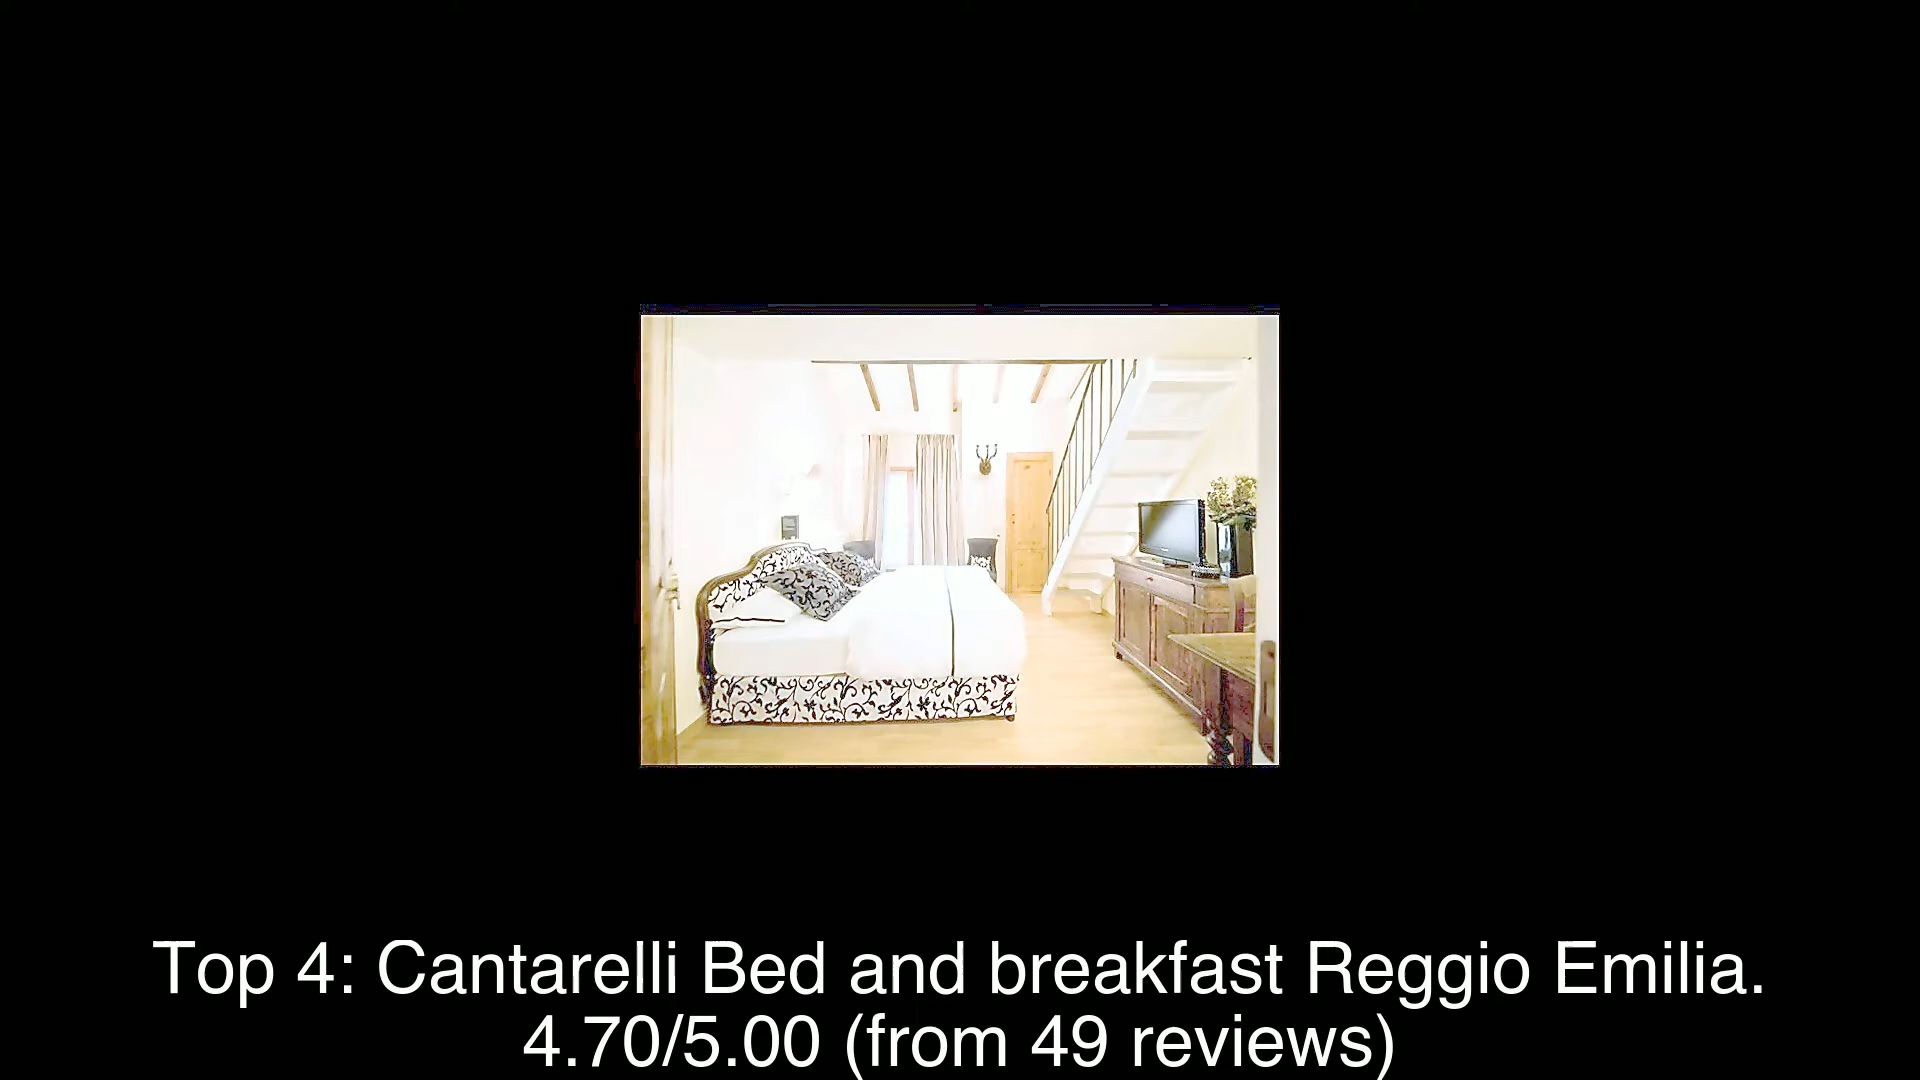 Top 4: Cantarelli Bed and breakfast Reggio Emilia.
4.70/5.00 (from 49 reviews)